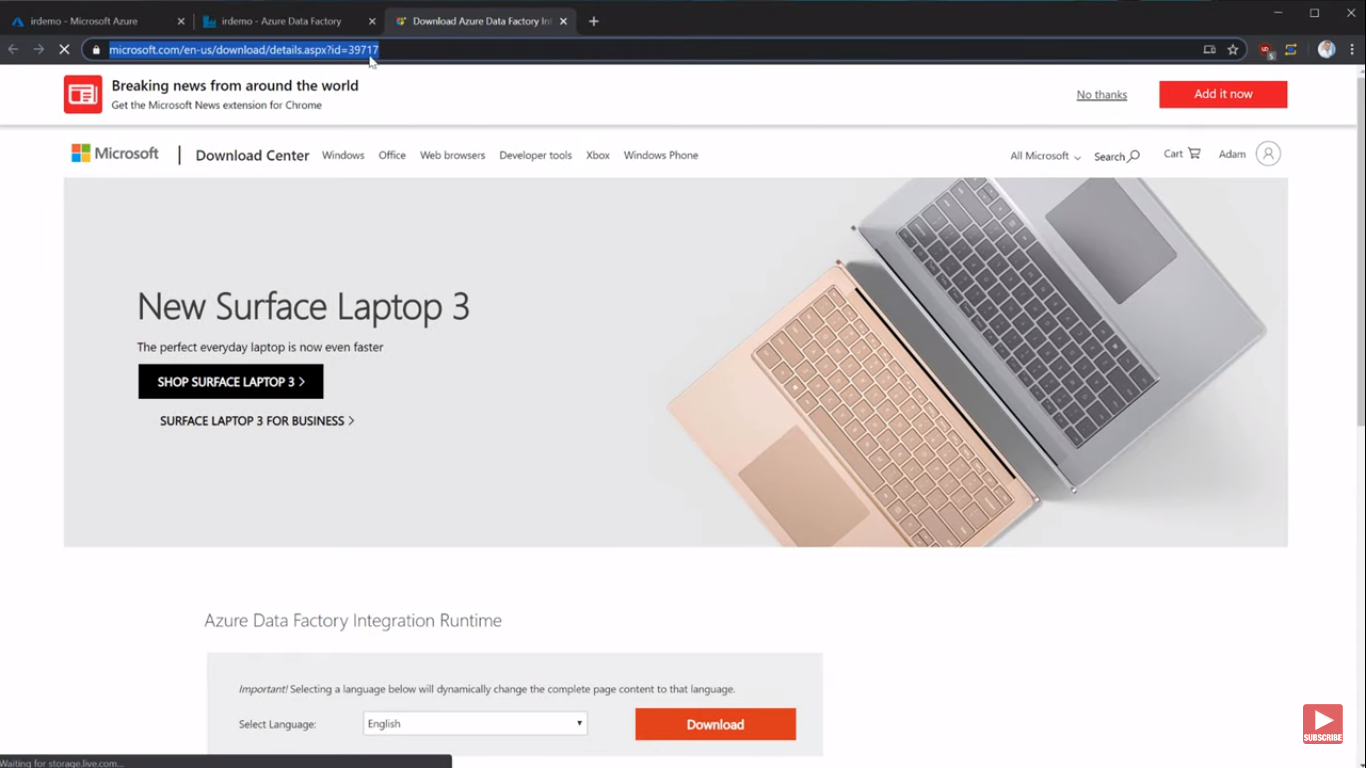 irdemo - Microsoft Azure
irdemo - Azure Data Factory
Download Azure Data Factory Int
microsoft.com/en-us/download/details.aspx?id=39717
Breaking news from around the world
Get the Microsoft News extension for Chrome
No thanks
Add it now
Microsoft
Download Center
Windows
Office
Web browsers
Developer tools
Xbox
Windows Phone
All Microsoft
Search
Cart
Adam
New Surface Laptop 3
The perfect everyday laptop is now even faster
SHOP SURFACE LAPTOP 3 >
SURFACE LAPTOP 3 FOR BUSINESS >
Azure Data Factory Integration Runtime
Important! Selecting a language below will dynamically change the complete page content to that language.
Select Language:
English
Download
SUBSCRIBE
Waiting for storage.live.com...